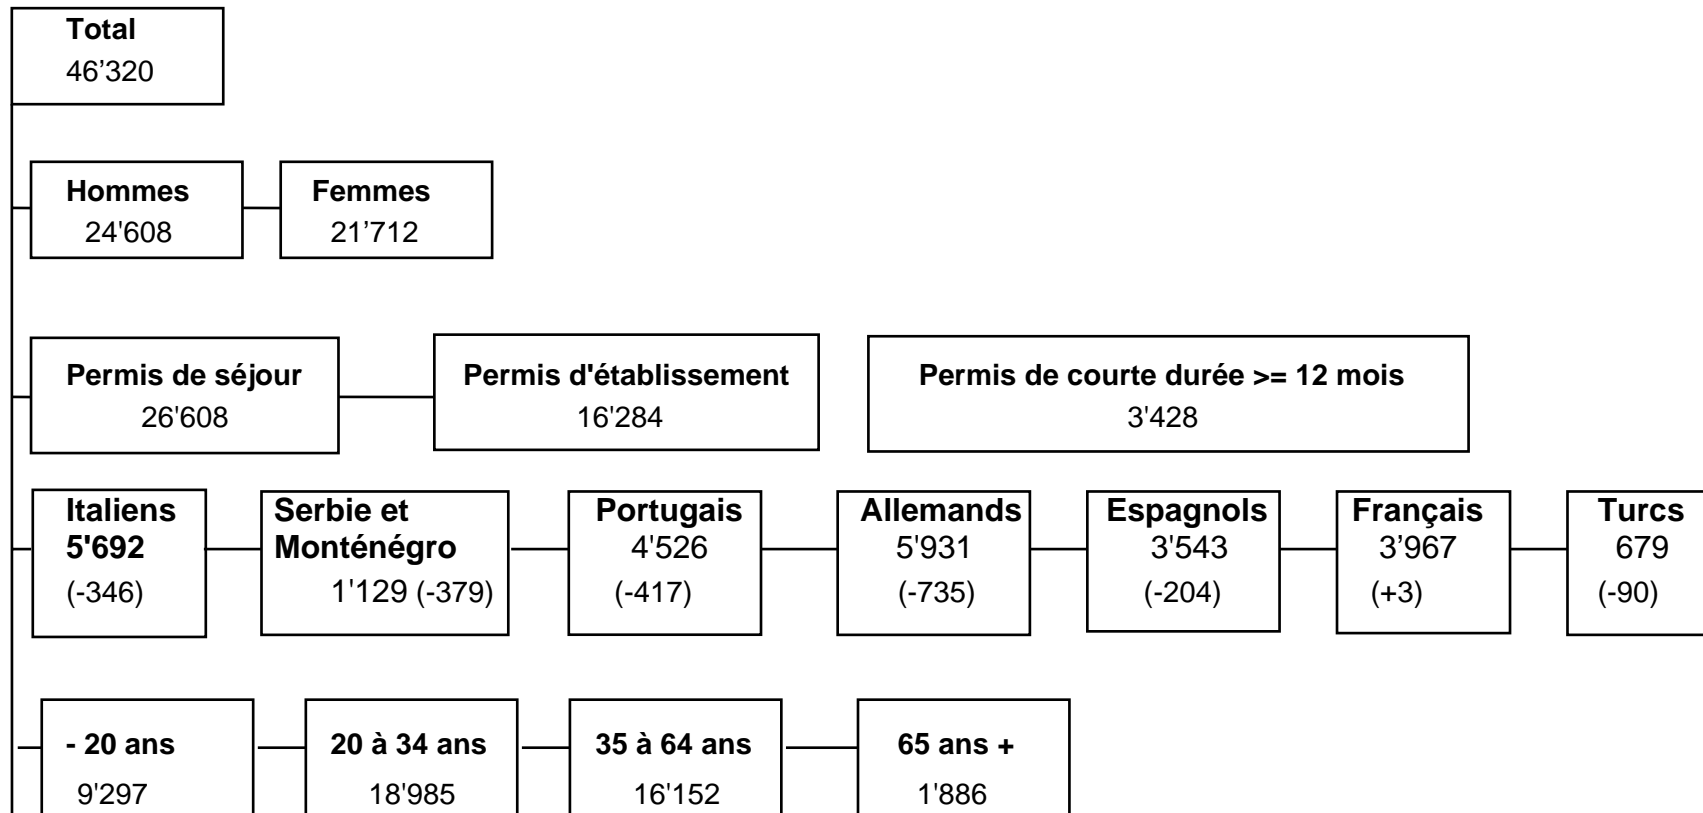 Total
46’320
Hommes
24'608
Femmes
21’712
Permis de séjour
26'608
Permis d'établissement
16'284
Permis de courte durée >= 12 mois
3'428
Italiens
5'692
(-346)
Serbie et
Monténégro
1'129 (-379)
Portugais
4'526
(-417)
Allemands
5'931
(-735)
Espagnols
3'543
(-204)
Français
3’967
(+3)
Turcs
679
(-90)
- 20 ans
9'297
20 à 34 ans
18'985
35 à 64 ans
16'152
65 ans +
1'886